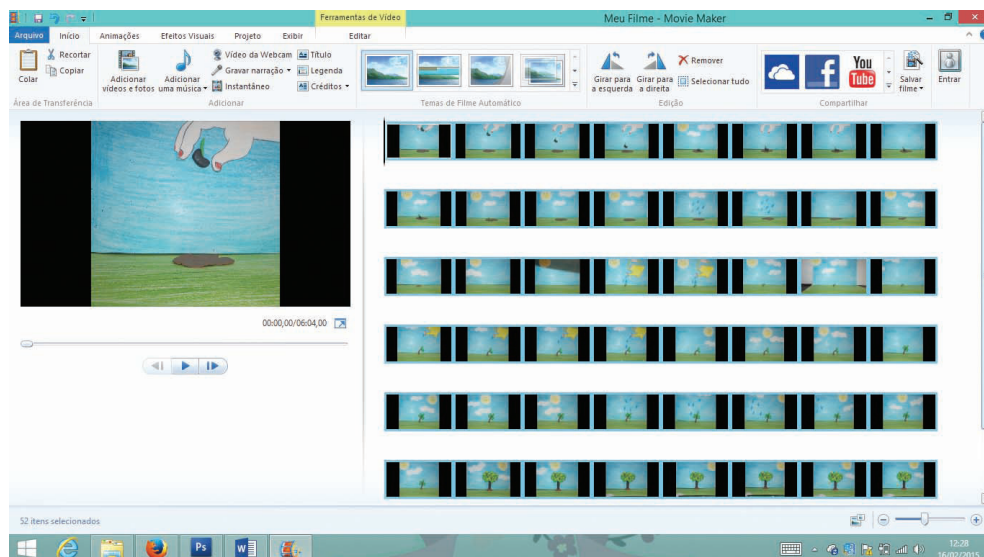 Ferramentas de Vídeo
Meu Filme - Movie Maker
Arquivo Início Animações Efeitos Visuais Projeto Exibir Editar
Colar
Recortar
Copiar
Área de Transferência
Adicionar vídeos e fotos
Adicionar uma música
Vídeo da Webcam
Gravar narração
Instantâneo
Título
Legenda
Créditos
Adicionar
Temas de Filme Automático
Girar para a esquerda
Girar para a direita
Remover
Selecionar tudo
Edição
You
Tube
Compartilhar
Salvar filme
Entrar
00:00,00/06:04,00
52 itens selecionados
Ps
W
12:28
16/02/2015